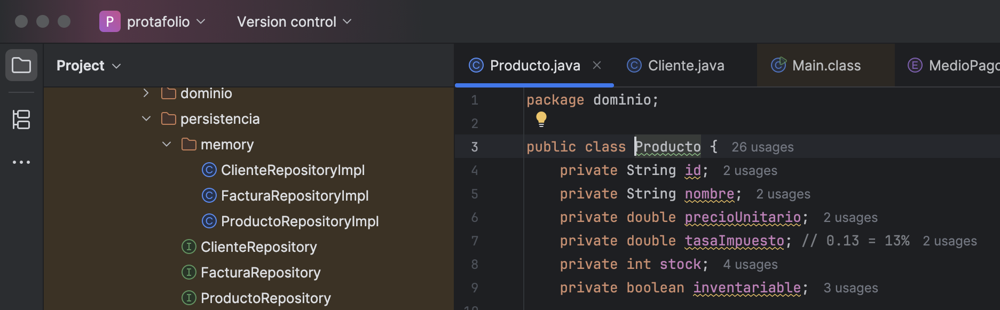 P protafolio Version control
Project
dominio
persistencia
memory
ClienteRepositoryImpl
FacturaRepositoryImpl
ProductoRepositoryImpl
ClienteRepository
FacturaRepository
ProductoRepository
Producto.java Cliente.java Main.class MedioPago
1 package dominio;
2
3 public class Producto { 26 usages
4 private String id; 2 usages
5 private String nombre; 2 usages
6 private double precioUnitario; 2 usages
7 private double tasaImpuesto; // 0.13 = 13% 2 usages
8 private int stock; 4 usages
9 private boolean inventariable; 3 usages